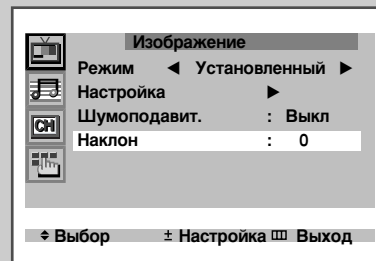 Изображение
Режим ◀ Установленный ▶
Настройка ▶
Шумоподавит. : Выкл
CH
Наклон : 0
Выбор ± Настройка Выход